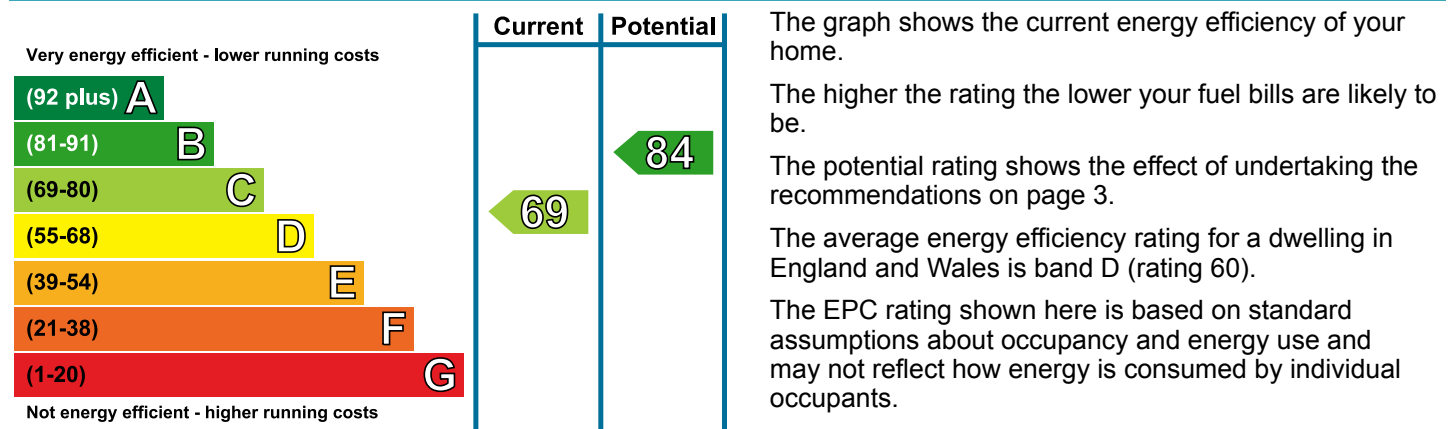 Current Potential
Very energy efficient - lower running costs
(92 plus) A
(81-91) B
(69-80) C
(55-68) D
(39-54) E
(21-38) F
(1-20) G
Not energy efficient - higher running costs
69
84
The graph shows the current energy efficiency of your
home.
The higher the rating the lower your fuel bills are likely to
be.
The potential rating shows the effect of undertaking the
recommendations on page 3.
The average energy efficiency rating for a dwelling in
England and Wales is band D (rating 60).
The EPC rating shown here is based on standard
assumptions about occupancy and energy use and
may not reflect how energy is consumed by individual
occupants.